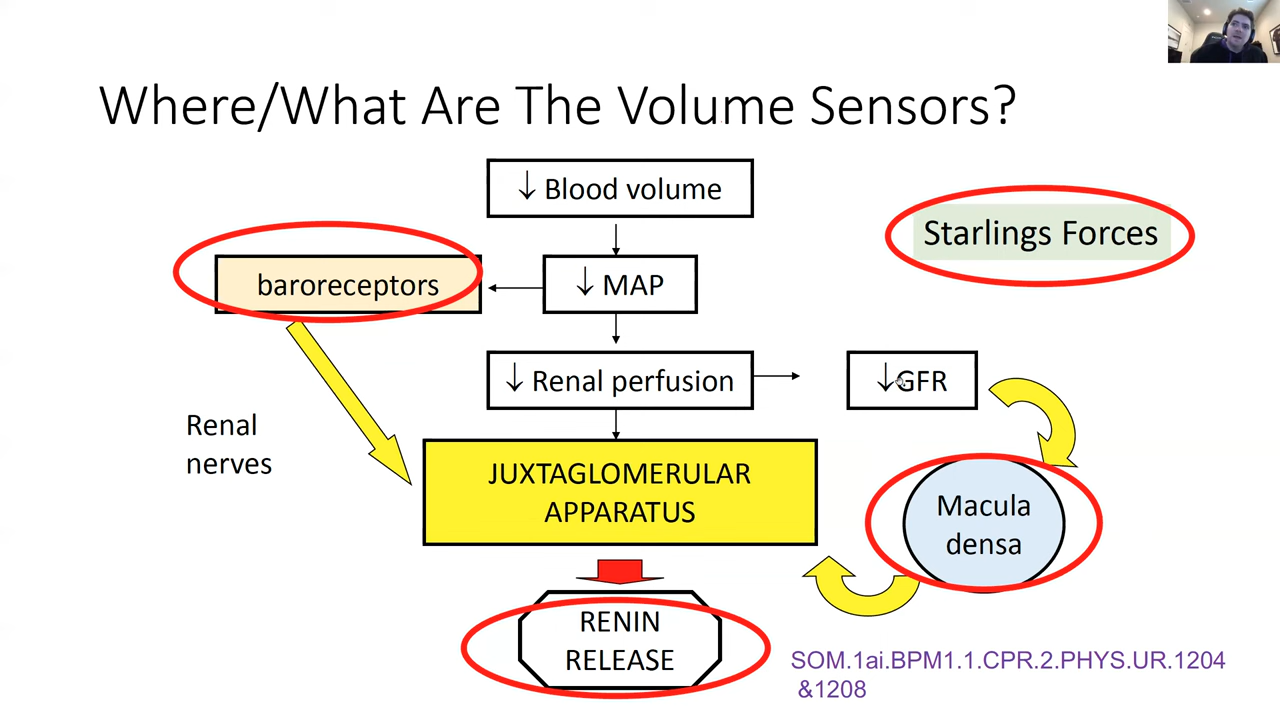 Where/What Are The Volume Sensors?
↓ Blood volume
Starlings Forces
baroreceptors
↓ MAP
↓ Renal perfusion
↓ GFR
Renal
nerves
JUXTAGLOMERULAR
APPARATUS
Macula
densa
RENIN
RELEASE
SOM.1ai.BPM1.1.CPR.2.PHYS.UR.1204
&1208